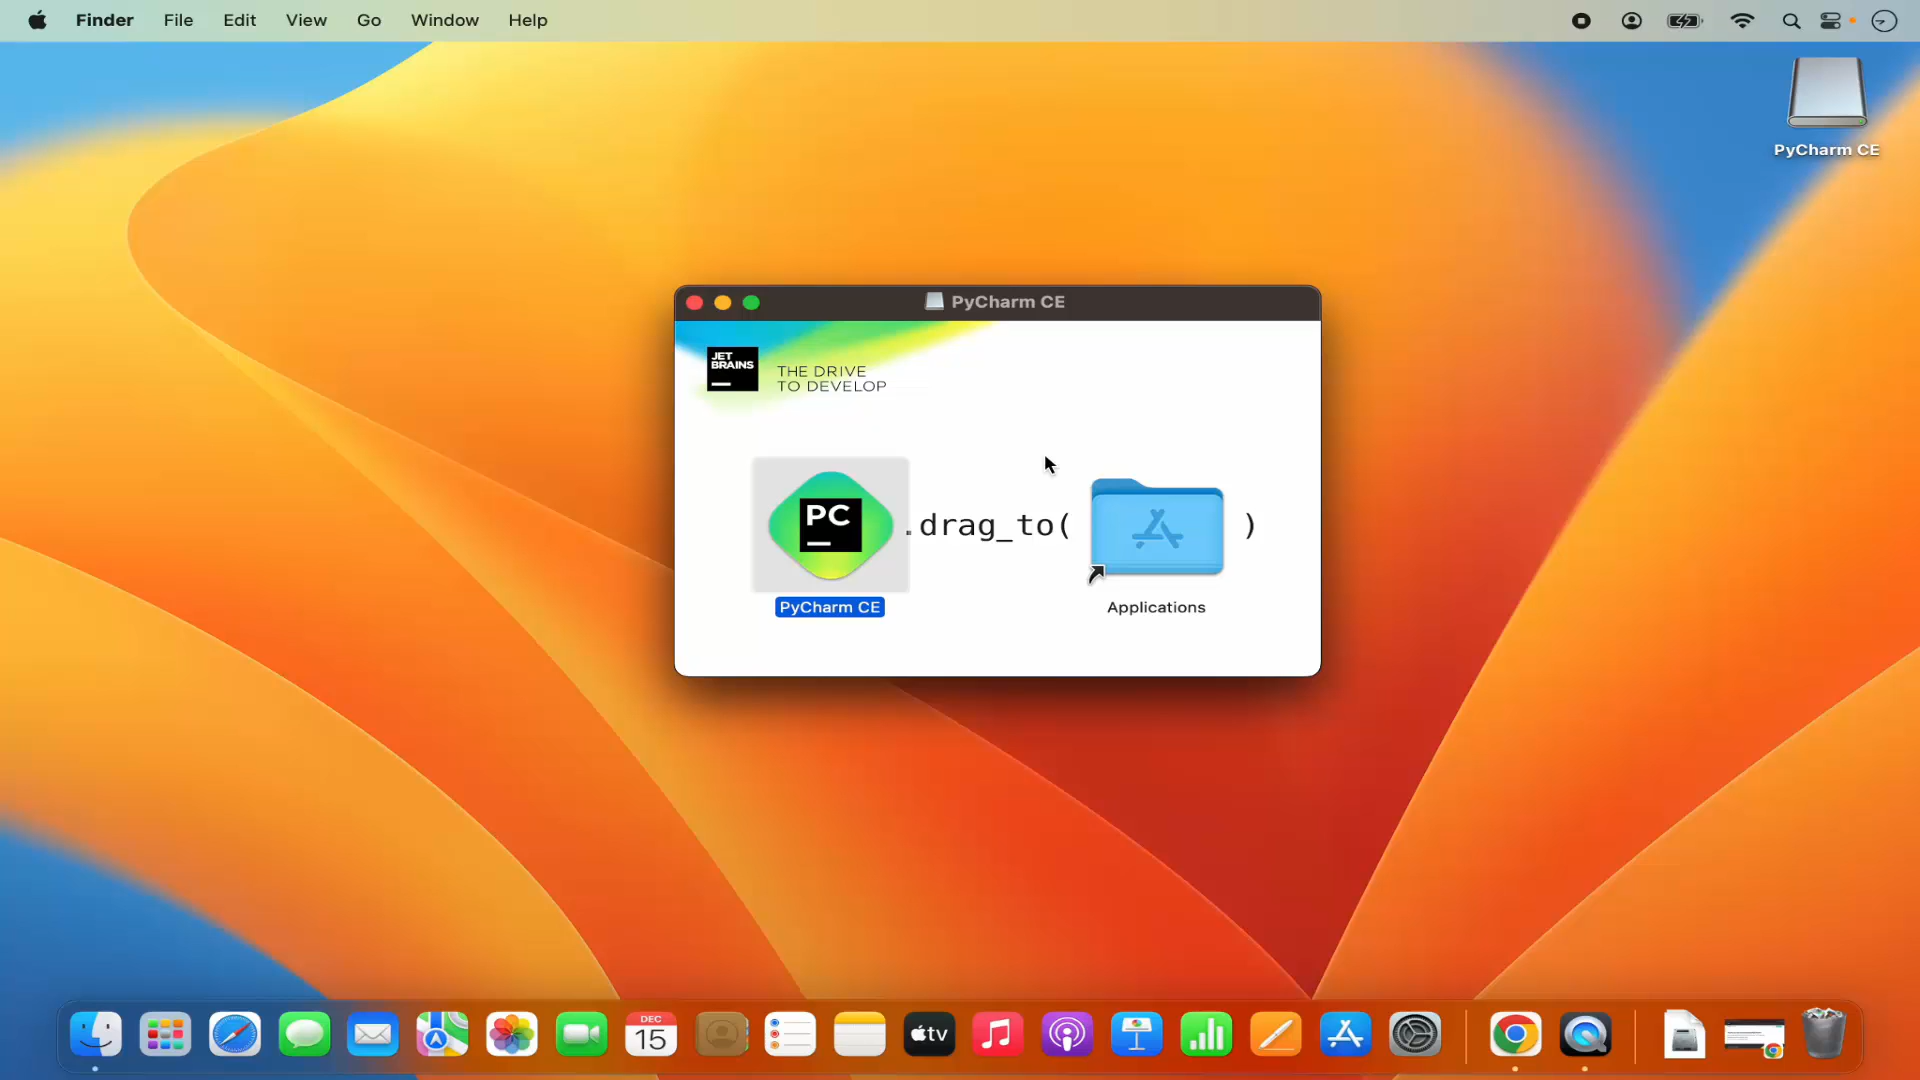 Finder File Edit View Go Window Help
PyCharm CE
PyCharm CE
JET
BRAINS
THE DRIVE
TO DEVELOP
PC
.drag_to( )
PyCharm CE
Applications
DEC
15
tv